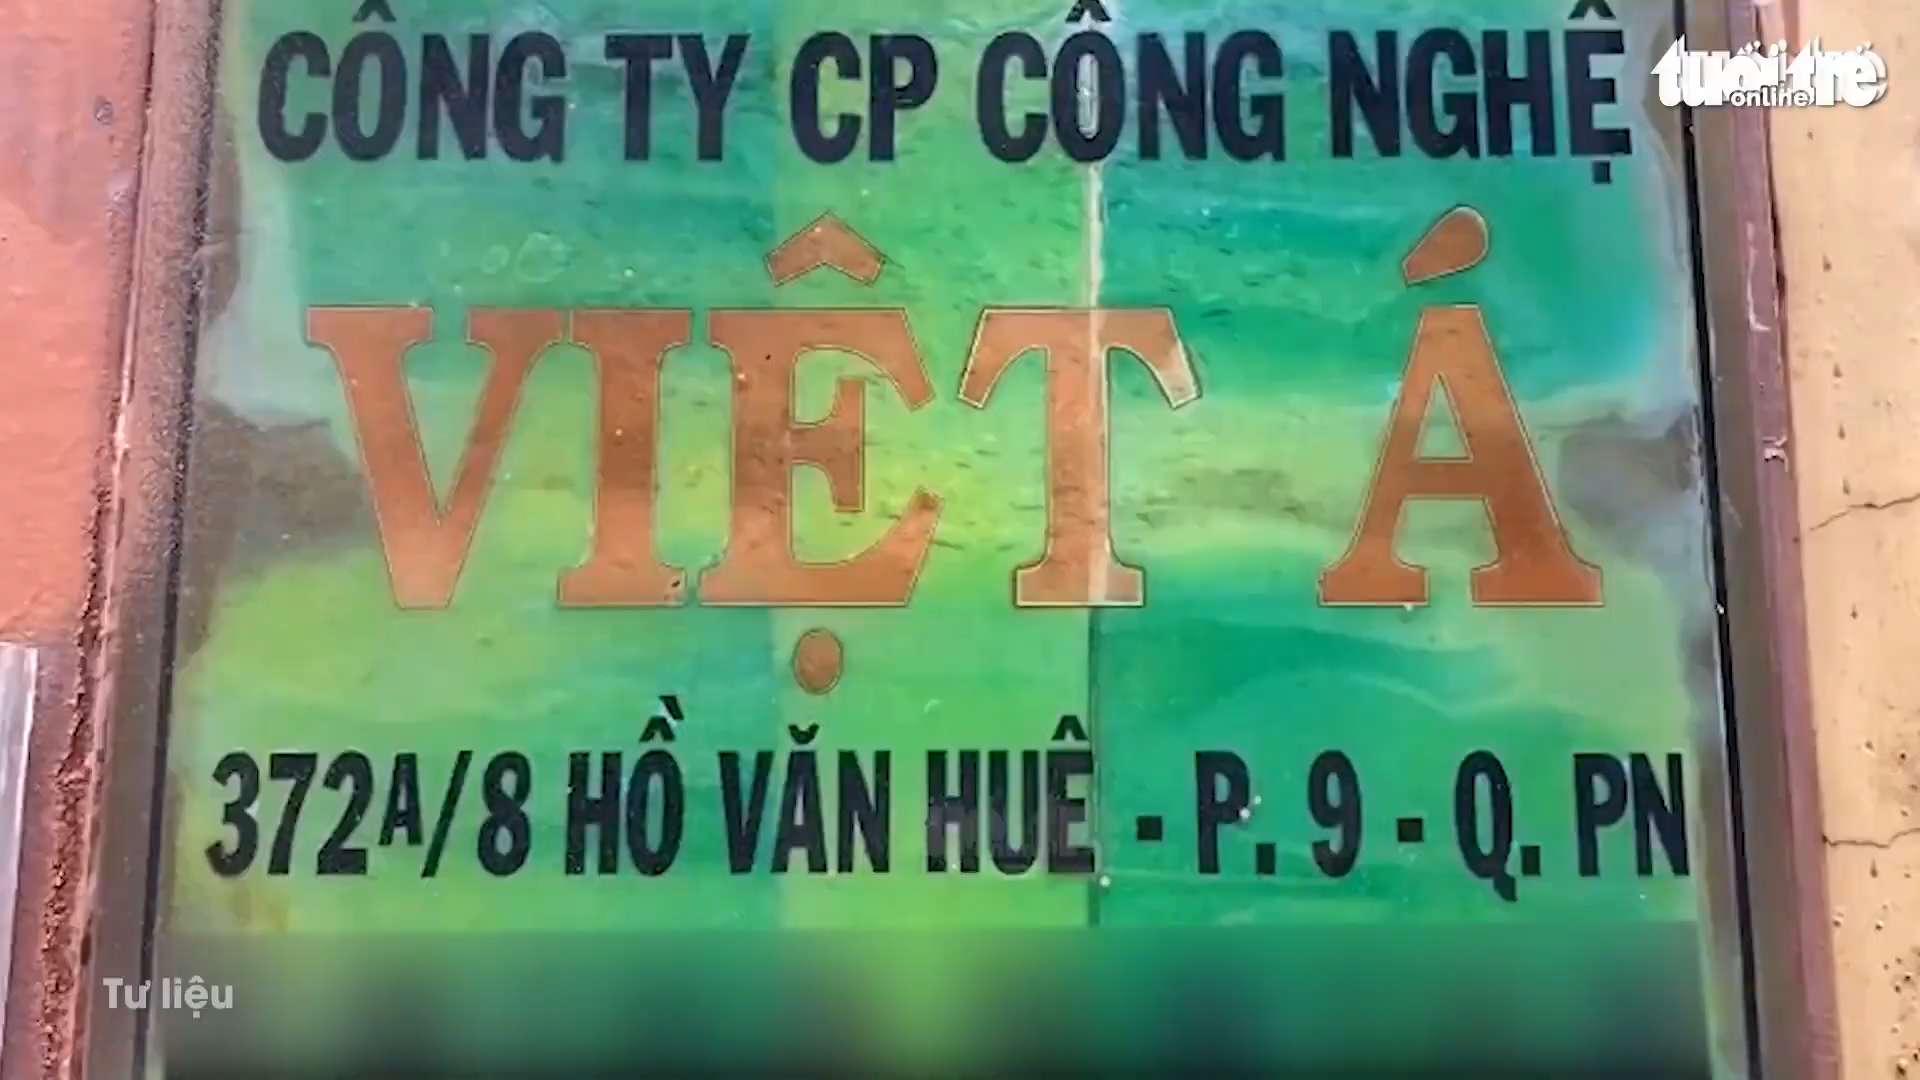 CÔNG TY CP CÔNG NGHỆ
tuổi trẻ
online
VIỆT Á
372A/8 HỒ VĂN HUÊ - P. 9 - Q. PN
Tư liệu